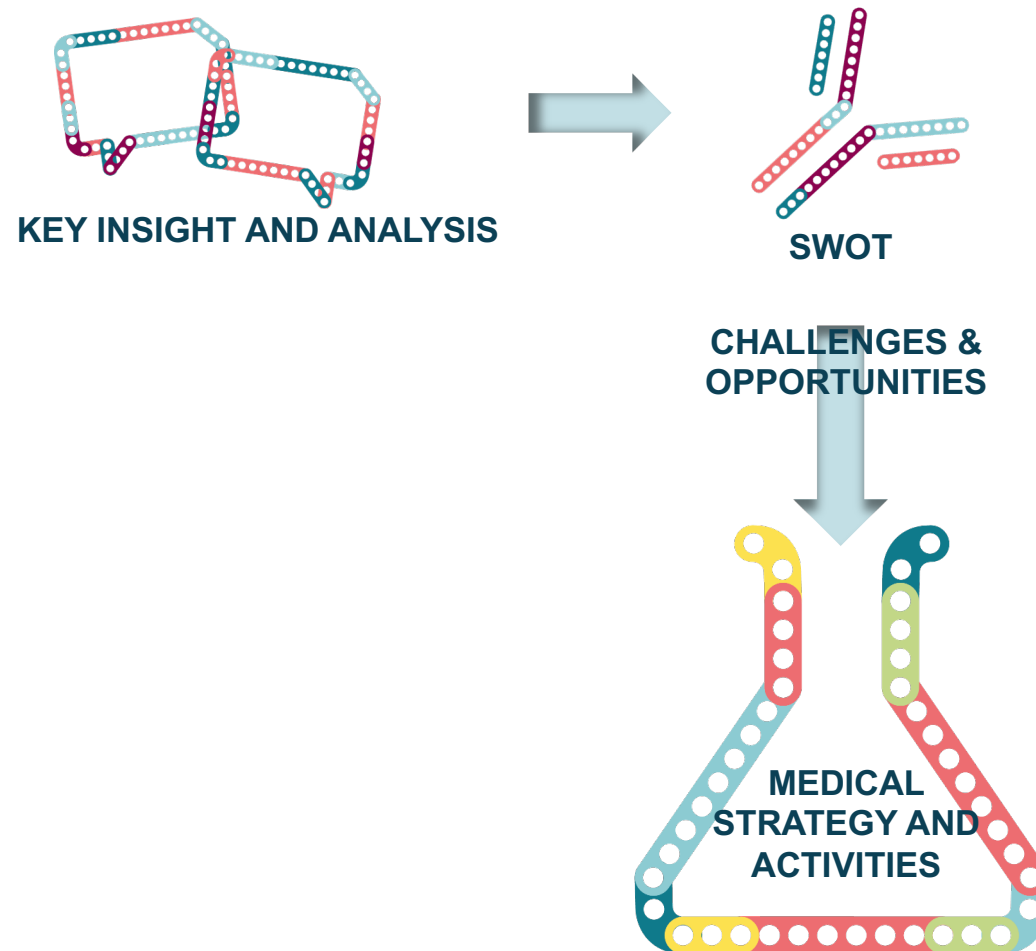 KEY INSIGHT AND ANALYSIS
SWOT
CHALLENGES &
OPPORTUNITIES
MEDICAL
STRATEGY AND
ACTIVITIES